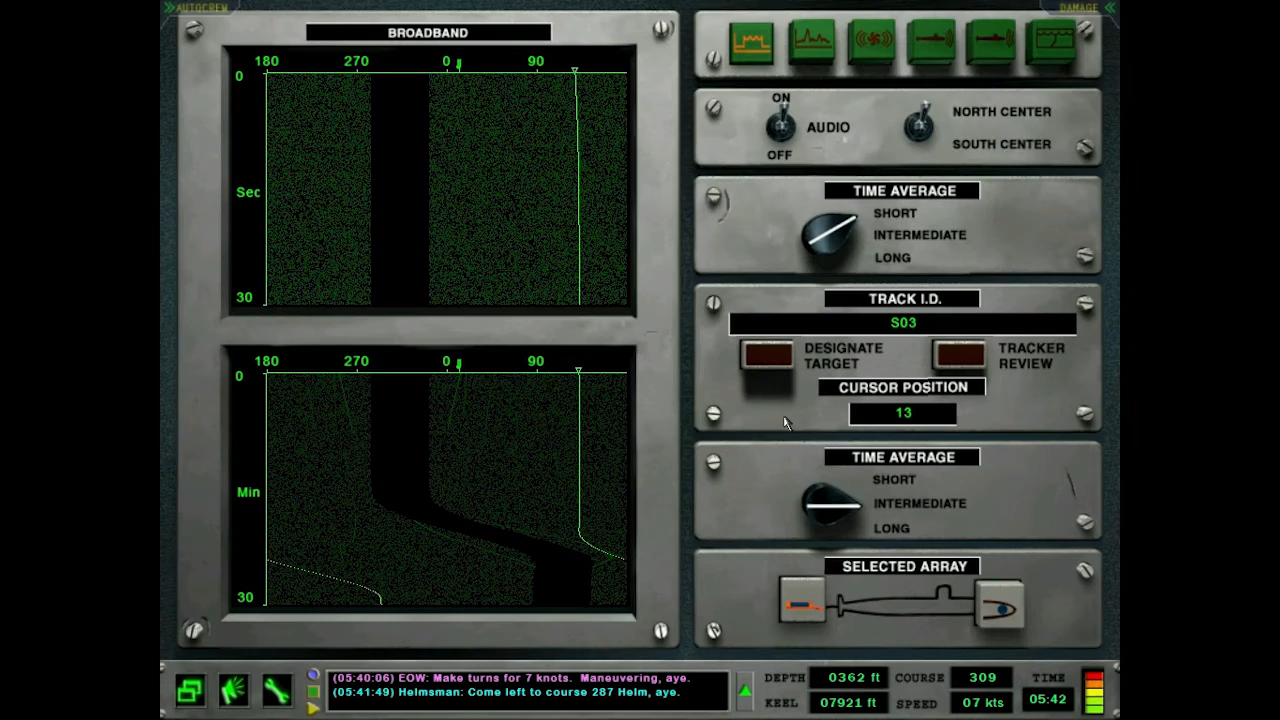 AUTOCREW
DAMAGE
BROADBAND
180 270 0 90
0
Sec
30
180 270 0 90
0
Min
30
ON
AUDIO
OFF
NORTH CENTER
SOUTH CENTER
TIME AVERAGE
SHORT
INTERMEDIATE
LONG
TRACK I.D.
S03
DESIGNATE TARGET
TRACKER REVIEW
CURSOR POSITION
13
TIME AVERAGE
SHORT
INTERMEDIATE
LONG
SELECTED ARRAY
(05:40:06) EOW: Make turns for 7 knots. Maneuvering, aye.
(05:41:49) Helmsman: Come left to course 287 Helm, aye.
DEPTH 0362 ft COURSE 309 TIME
KEEL 07921 ft SPEED 07 kts 05:42